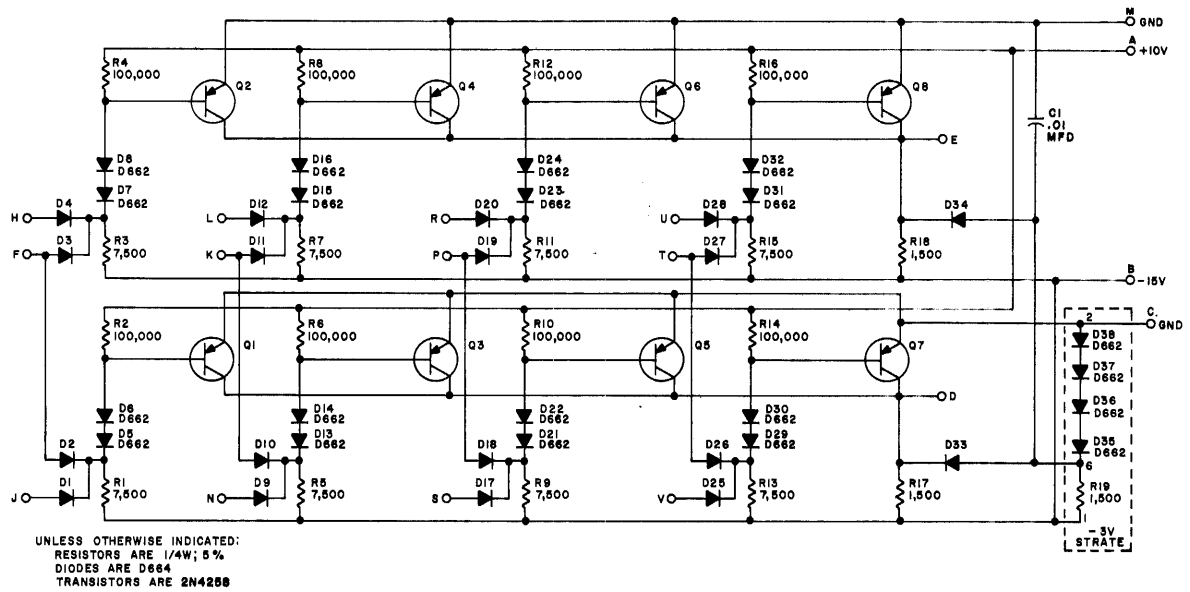 M
GND
A
+10V
R4
100,000
R8
100,000
R12
100,000
R16
100,000
Q2
Q4
Q6
Q8
C1
.01
MFD
E
D8
D662
D16
D662
D24
D662
D32
D662
D7
D662
D15
D662
D23
D662
D31
D662
H
D4
L
D12
R
D20
U
D28
D34
F
D3
R3
7,500
K
D11
R7
7,500
P
D19
R11
7,500
T
D27
R15
7,500
R18
1,500
B
-15V
R2
100,000
R6
100,000
R10
100,000
R14
100,000
2
C.
GND
Q1
Q3
Q5
Q7
D38
D662
D37
D662
D36
D662
D35
D662
D
D6
D662
D14
D662
D22
D662
D30
D662
D5
D662
D13
D662
D21
D662
D29
D662
D2
D10
D18
D26
D33
6
J
D1
R1
7,500
N
D9
R5
7,500
S
D17
R9
7,500
V
D25
R13
7,500
R17
1,500
R19
1,500
1
-3V
STRATE
UNLESS OTHERWISE INDICATED:
RESISTORS ARE 1/4W; 5%
DIODES ARE D664
TRANSISTORS ARE 2N4258